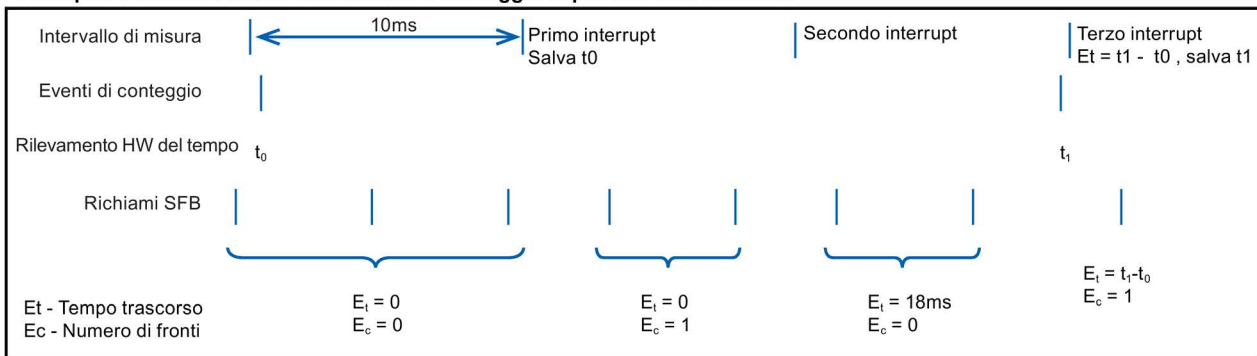 Intervallo di misura
10ms
Primo interrupt
Salva t0
Secondo interrupt
Terzo interrupt
Et = t1 - t0 , salva t1
Eventi di conteggio
Rilevamento HW del tempo
t0
t1
Richiami SFB
Et - Tempo trascorso
Ec - Numero di fronti
Et = 0
Ec = 0
Et = 0
Ec = 1
Et = 18ms
Ec = 0
Et = t1-t0
Ec = 1